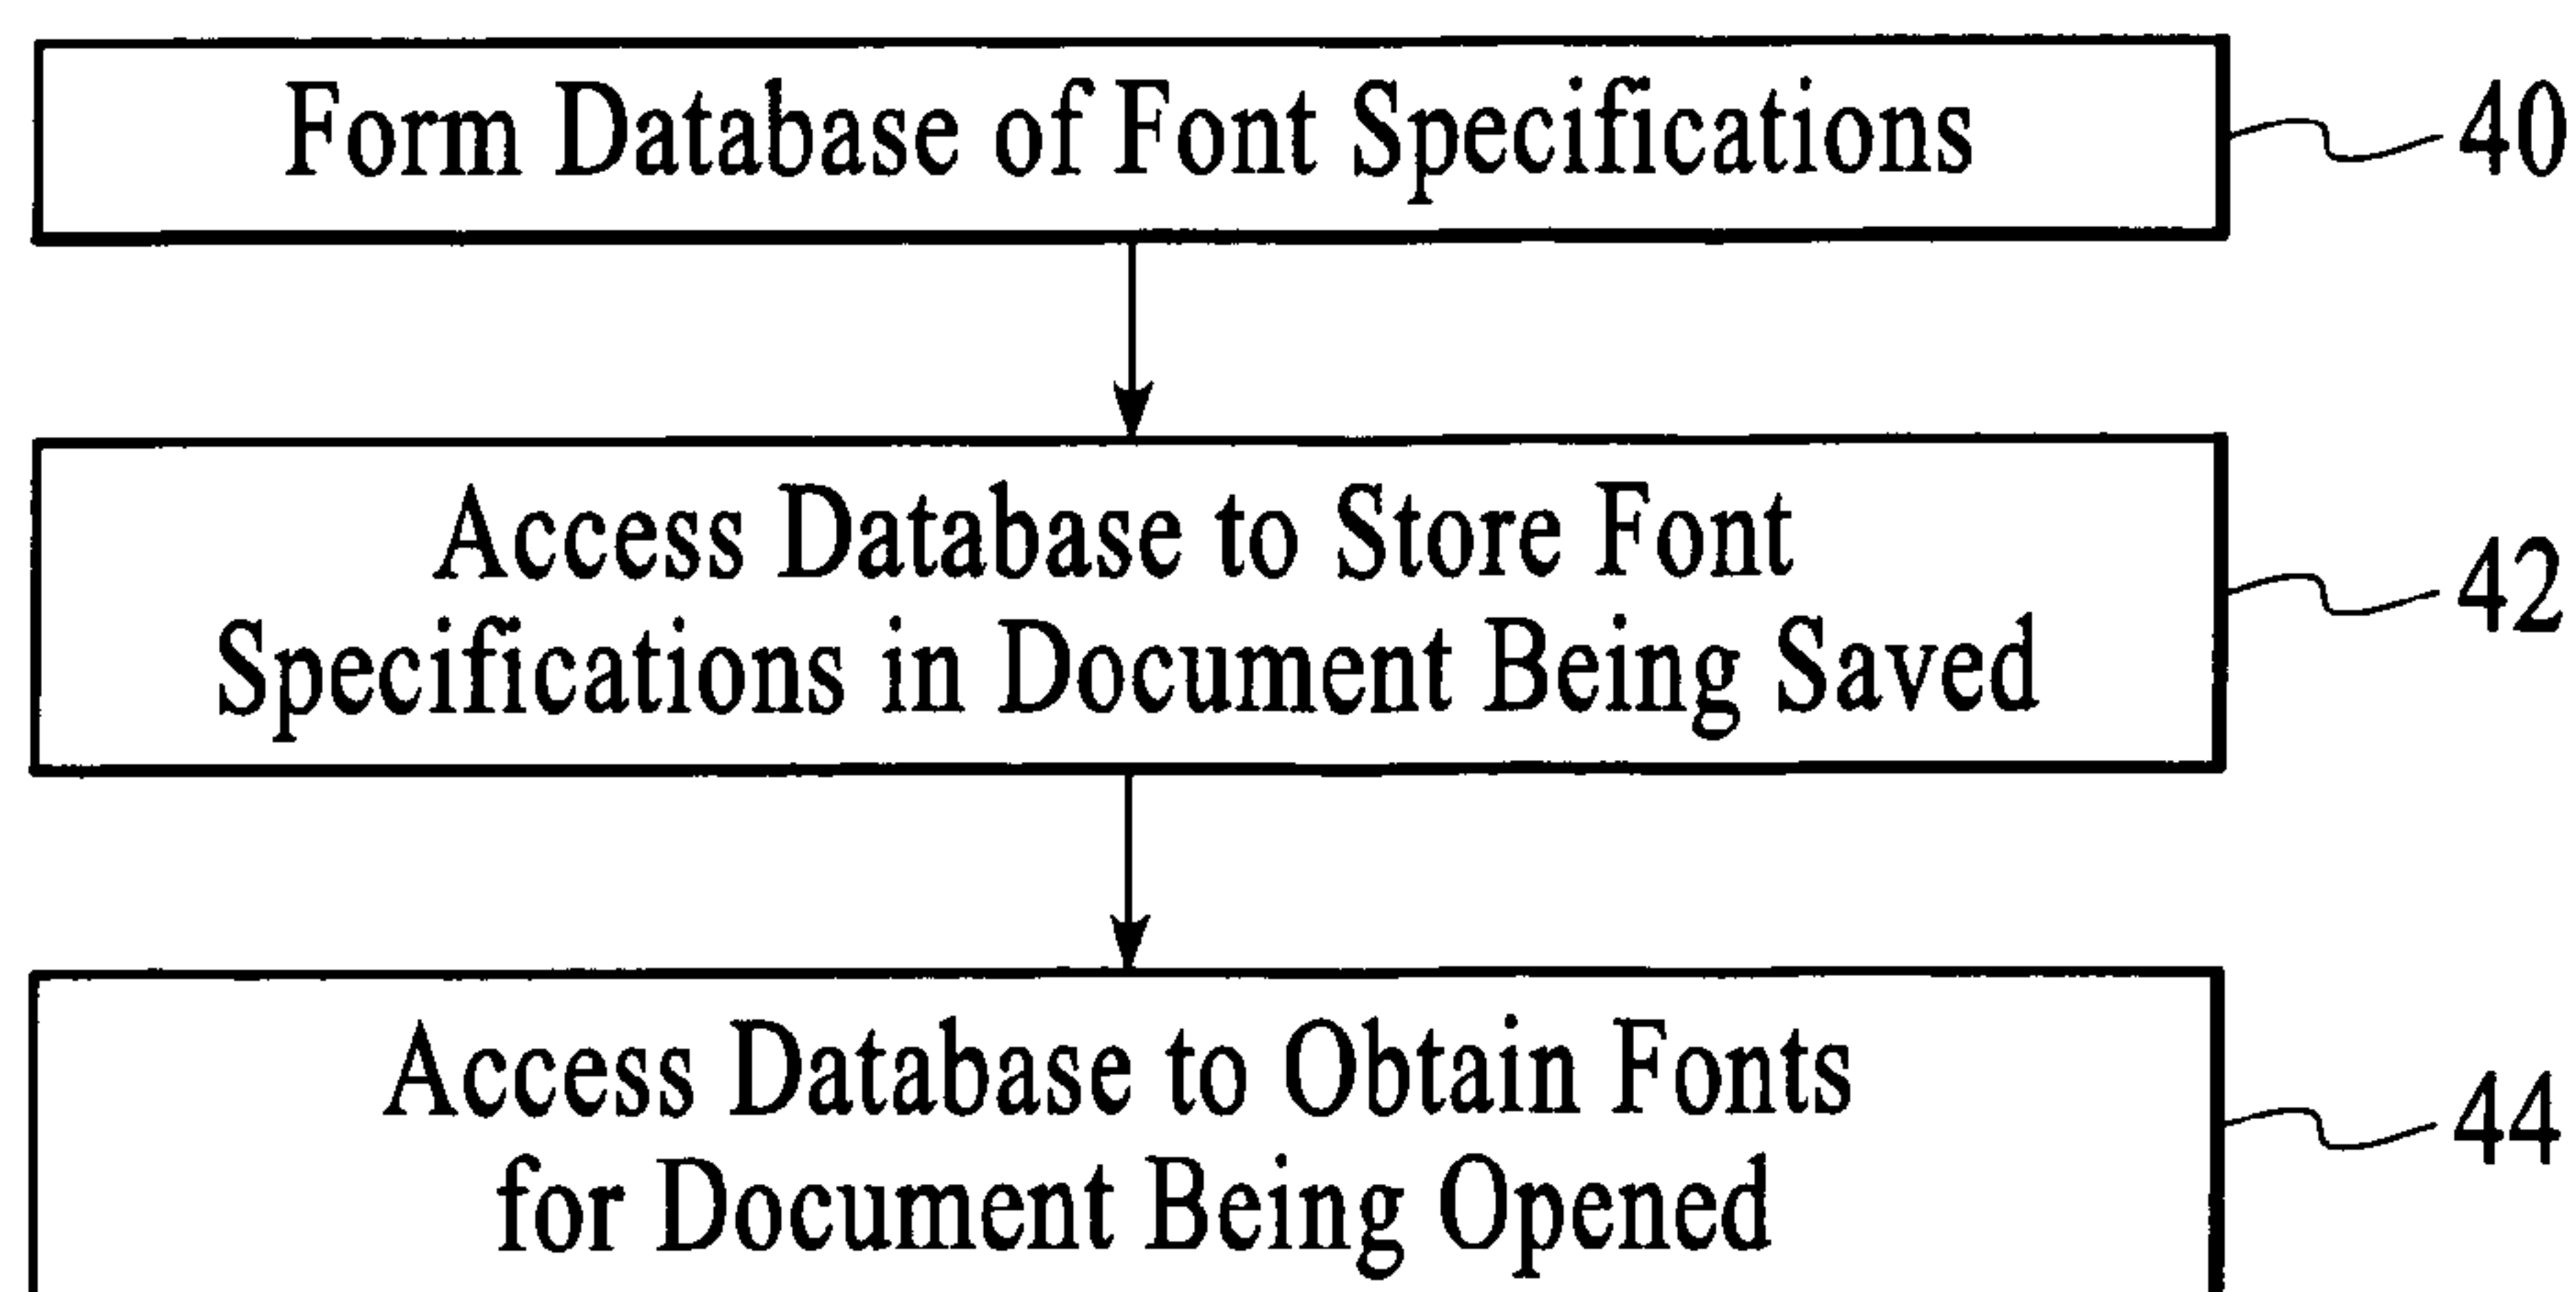 Form Database of Font Specifications
40
Access Database to Store Font
Specifications in Document Being Saved
42
Access Database to Obtain Fonts
for Document Being Opened
44